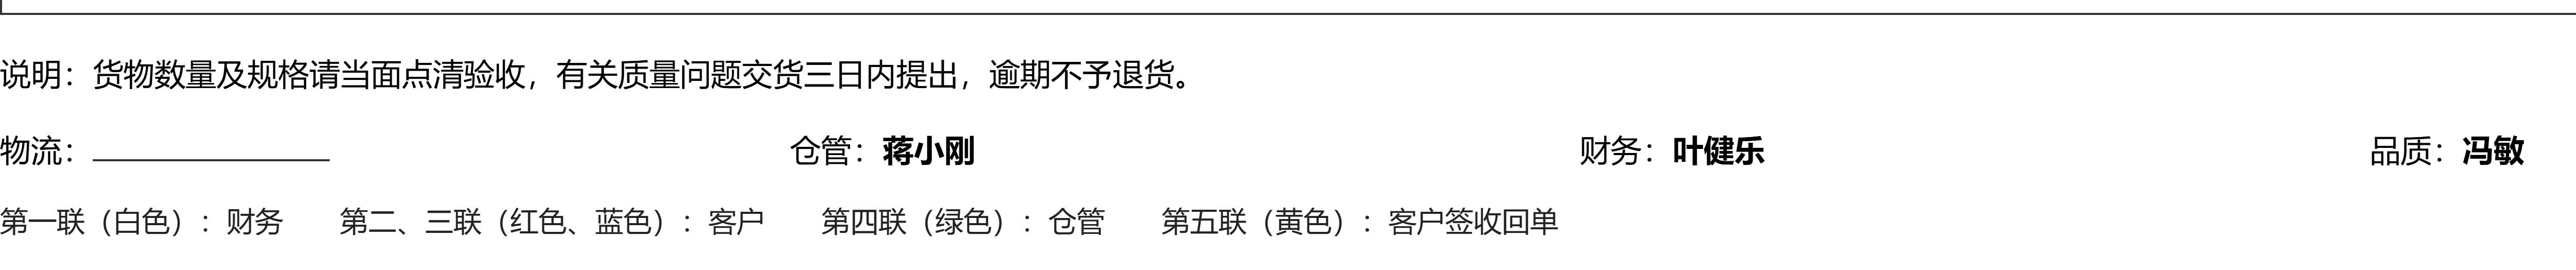 说明：货物数量及规格请当面点清验收，有关质量问题交货三日内提出，逾期不予退货。
物流：　　　　仓管：蒋小刚　　　　财务：叶健乐　　　　品质：冯敏
第一联（白色）：财务　　第二、三联（红色、蓝色）：客户　　第四联（绿色）：仓管　　第五联（黄色）：客户签收回单